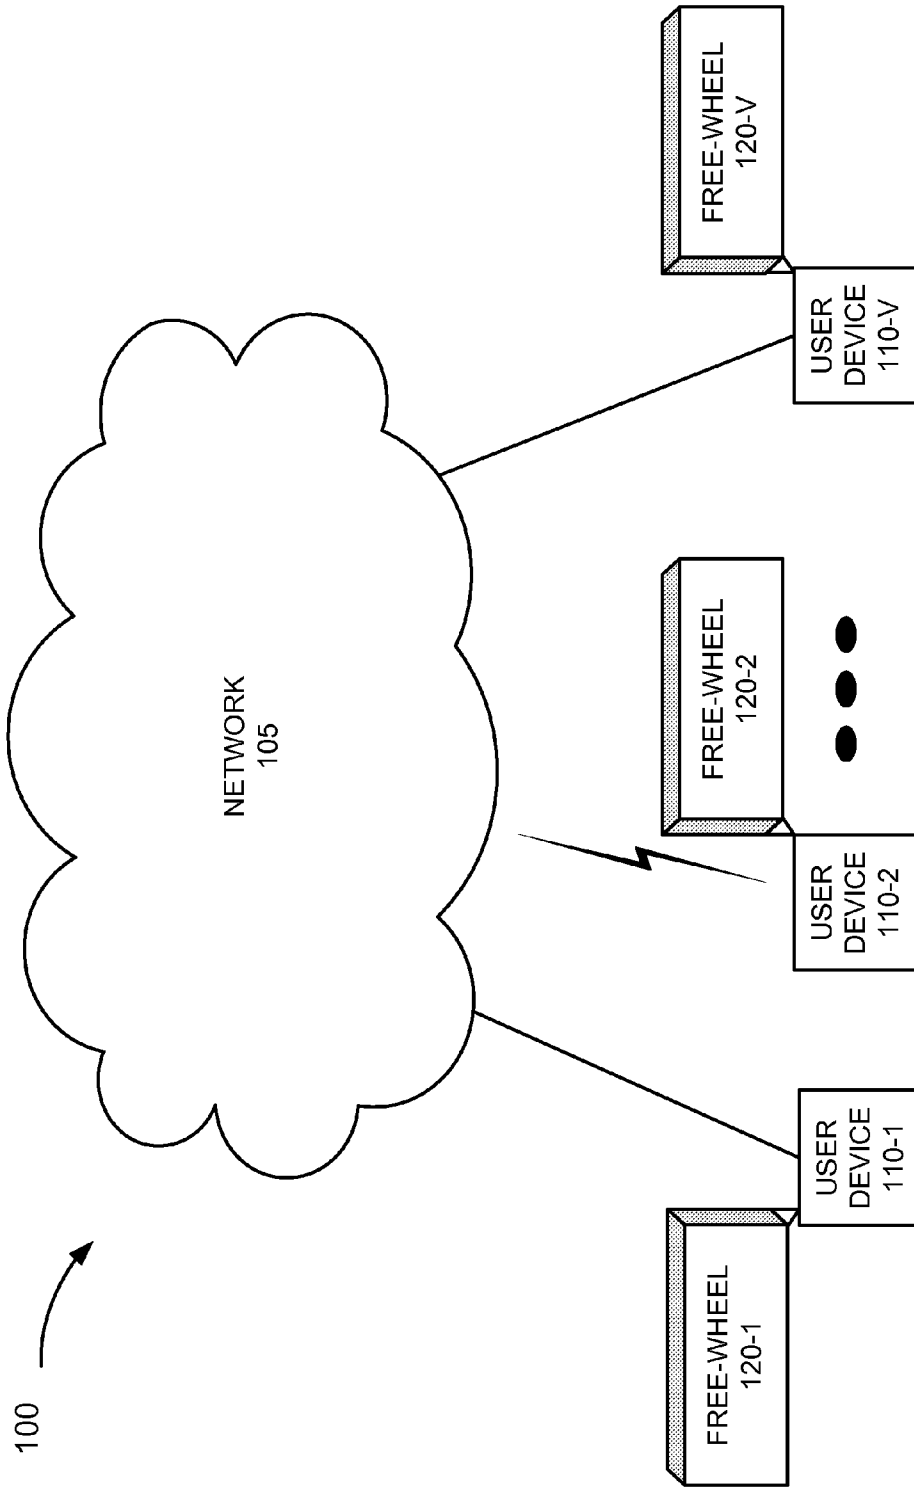 100
NETWORK
105
FREE-WHEEL
120-1
USER
DEVICE
110-1
USER
DEVICE
110-2
FREE-WHEEL
120-2
USER
DEVICE
110-V
FREE-WHEEL
120-V